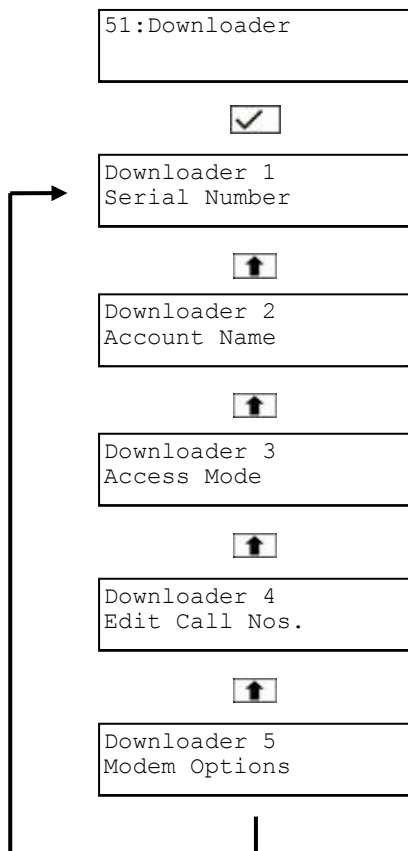 51:Downloader
Downloader 1
Serial Number
Downloader 2
Account Name
Downloader 3
Access Mode
Downloader 4
Edit Call Nos.
Downloader 5
Modem Options